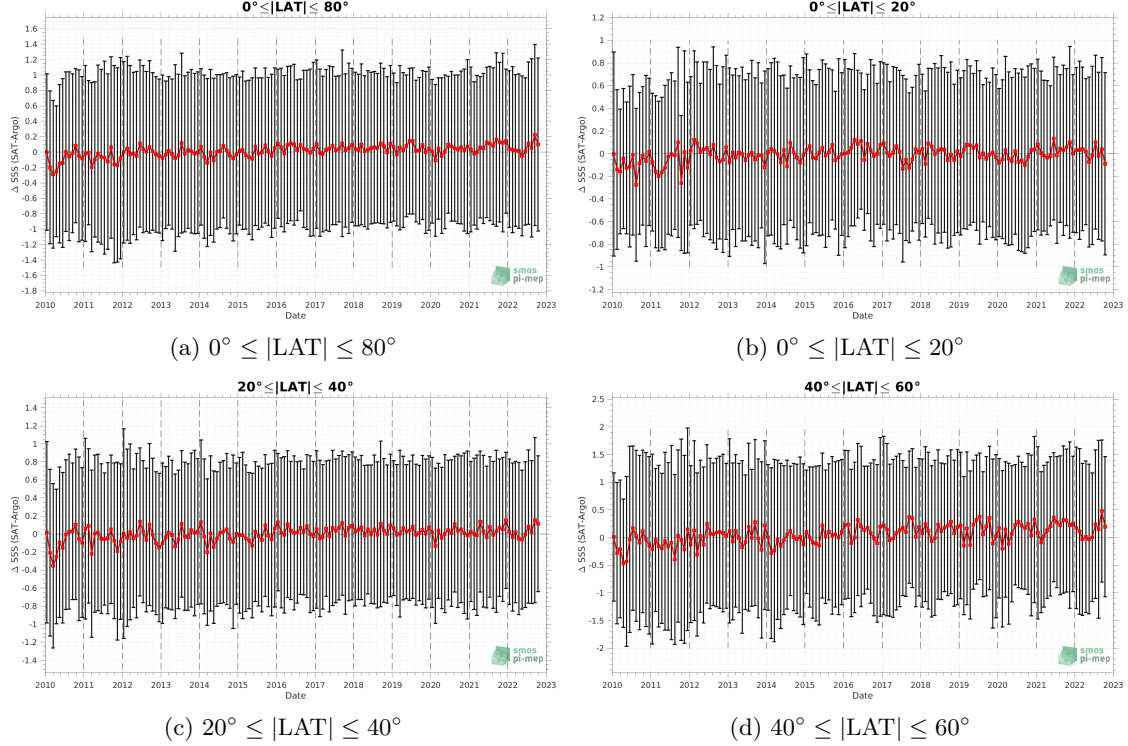 0°≤|LAT|≤ 80°
1.6
1.4
1.2
1
0.8
0.6
0.4
0.2
0
-0.2
-0.4
-0.6
-0.8
-1
-1.2
-1.4
-1.6
-1.8
Δ SSS (SAT-Argo)
2010 2011 2012 2013 2014 2015 2016 2017 2018 2019 2020 2021 2022 2023
Date
smos
pi-mep
(a) 0° ≤ |LAT| ≤ 80°
0°≤|LAT|≤ 20°
1.2
1
0.8
0.6
0.4
0.2
0
-0.2
-0.4
-0.6
-0.8
-1
1.2
Δ SSS (SAT-Argo)
2010 2011 2012 2013 2014 2015 2016 2017 2018 2019 2020 2021 2022 2023
Date
smos
pi-mep
(b) 0° ≤ |LAT| ≤ 20°
20°≤|LAT|≤ 40°
1.4
1.2
1
0.8
0.6
0.4
0.2
0
-0.2
-0.4
-0.6
-0.8
-1
-1.2
-1.4
Δ SSS (SAT-Argo)
2010 2011 2012 2013 2014 2015 2016 2017 2018 2019 2020 2021 2022 2023
Date
smos
pi-mep
(c) 20° ≤ |LAT| ≤ 40°
40°≤|LAT|≤ 60°
2.5
2
1.5
1
0.5
0
-0.5
-1
-1.5
-2
Δ SSS (SAT-Argo)
2010 2011 2012 2013 2014 2015 2016 2017 2018 2019 2020 2021 2022 2023
Date
smos
pi-mep
(d) 40° ≤ |LAT| ≤ 60°